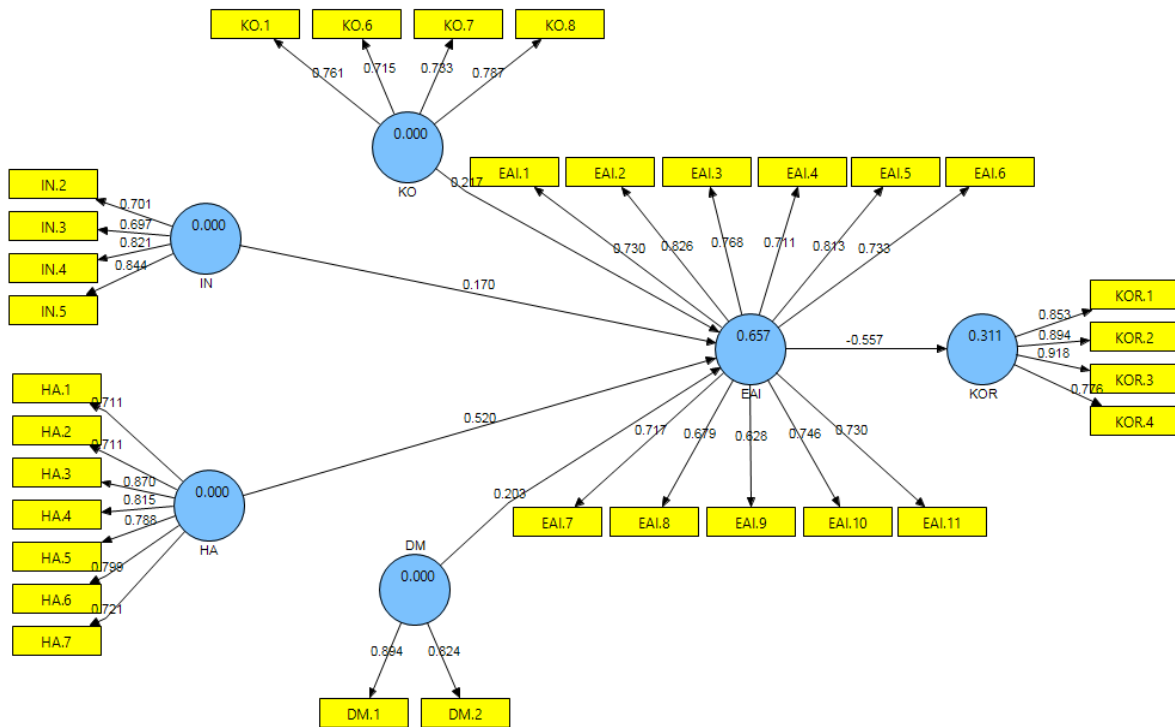 KO.1 KO.6 KO.7 KO.8
0.761 0.715 0.733 0.787
0.000
KO
0.217
EAI.1 EAI.2 EAI.3 EAI.4 EAI.5 EAI.6
0.730 0.826 0.768 0.711 0.813 0.733
IN.2
IN.3
IN.4
IN.5
0.701
0.697
0.821
0.844
0.000
IN
0.170
0.657
EAI
-0.557
0.311
KOR
0.853
0.894
0.918
0.776
KOR.1
KOR.2
KOR.3
KOR.4
HA.1
HA.2
HA.3
HA.4
HA.5
HA.6
HA.7
0.711
0.711
0.870
0.815
0.788
0.799
0.721
0.000
HA
0.520
0.203
0.717 0.679 0.628 0.746 0.730
EAI.7 EAI.8 EAI.9 EAI.10 EAI.11
DM
0.000
0.894 0.824
DM.1 DM.2